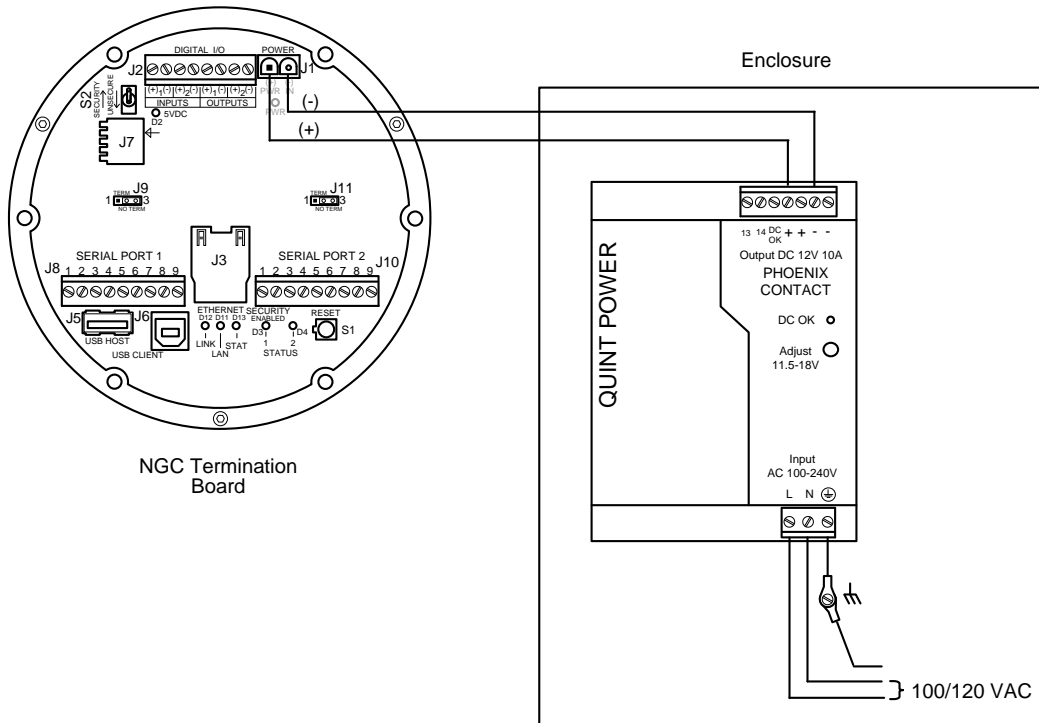 Enclosure
DIGITAL I/O
POWER
J2
J1
(+)1(-)(+)2(-)(+)1(-)(+)2(-)
INPUTS OUTPUTS
PWR IN
PWR
S2
SECURITY
UNSECURE
5VDC
D2
J7
(-)
(+)
J9
TERM
1 3
NO TERM
J11
TERM
1 3
NO TERM
J3
SERIAL PORT 1
J8
1 2 3 4 5 6 7 8 9
SERIAL PORT 2
J10
1 2 3 4 5 6 7 8 9
J5
USB HOST
J6
USB CLIENT
ETHERNET
D12 D11 D13
LINK
LAN
STAT
SECURITY
ENABLED
D3 D4
1 2
STATUS
RESET
S1
NGC Termination
Board
QUINT POWER
13 14 DC OK + + - -
Output DC 12V 10A
PHOENIX
CONTACT
DC OK
Adjust
11.5-18V
Input
AC 100-240V
L N
100/120 VAC